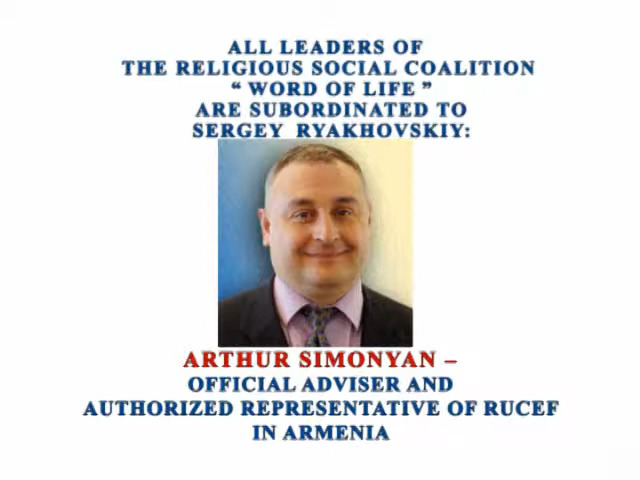 ALL LEADERS OF
THE RELIGIOUS SOCIAL COALITION
“ WORD OF LIFE ”
ARE SUBORDINATED TO
SERGEY RYAKHOVSKIY:
ARTHUR SIMONYAN –
OFFICIAL ADVISER AND
AUTHORIZED REPRESENTATIVE OF RUCEF
IN ARMENIA